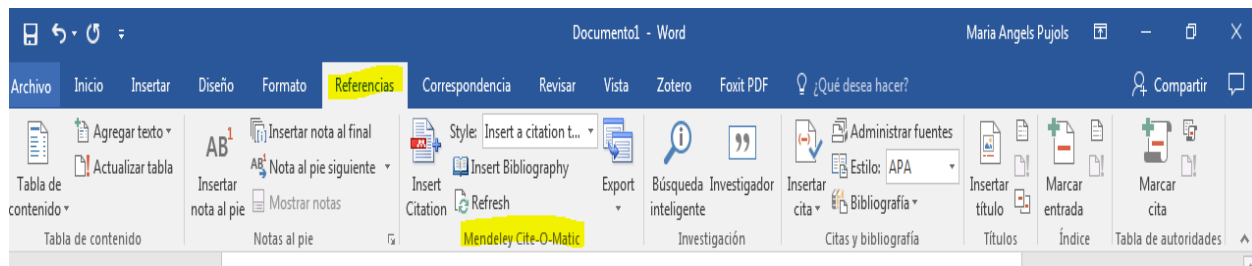 Documento1 - Word
Maria Angels Pujols
Archivo Inicio Insertar Diseño Formato Referencias Correspondencia Revisar Vista Zotero Foxit PDF ¿Qué desea hacer? Compartir
Tabla de contenido
Agregar texto
Actualizar tabla
Tabla de contenido
AB1
Insertar nota al pie
Insertar nota al final
AB1 Nota al pie siguiente
Mostrar notas
Notas al pie
Insert Citation
Style: Insert a citation t...
Insert Bibliography
Refresh
Export
Mendeley Cite-O-Matic
Búsqueda inteligente
Investigador
Investigación
Insertar cita
Administrar fuentes
Estilo: APA
Bibliografía
Citas y bibliografía
Insertar título
Títulos
Marcar entrada
Índice
Marcar cita
Tabla de autoridades